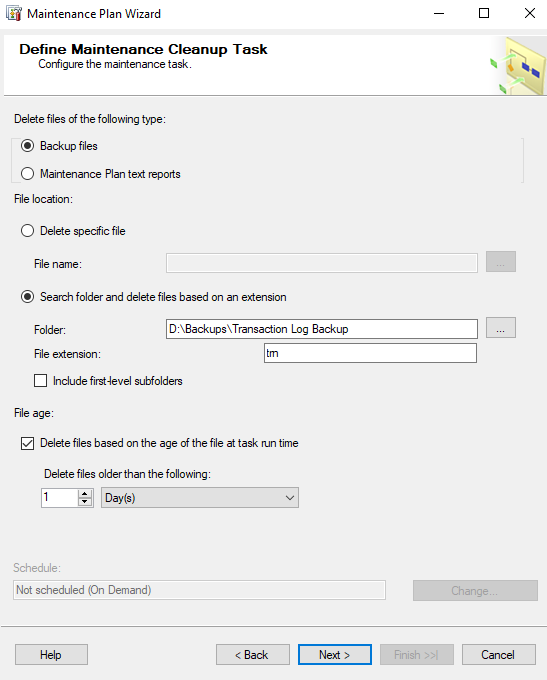 Maintenance Plan Wizard
Define Maintenance Cleanup Task
Configure the maintenance task.
Delete files of the following type:
Backup files
Maintenance Plan text reports
File location:
Delete specific file
File name:
...
Search folder and delete files based on an extension
Folder: D:\Backups\Transaction Log Backup ...
File extension: trn
Include first-level subfolders
File age:
Delete files based on the age of the file at task run time
Delete files older than the following:
1 Day(s)
Schedule:
Not scheduled (On Demand) Change...
Help < Back Next > Finish >>| Cancel